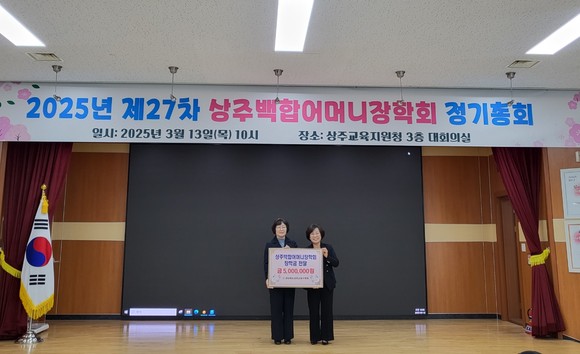 2025년 제27차 상주백합어머니장학회 정기총회
일시: 2025년 3월 13일(목) 10시 장소: 상주교육지원청 3층 대회의실
상주백합어머니장학회
장학금 전달
금 5,000,000원